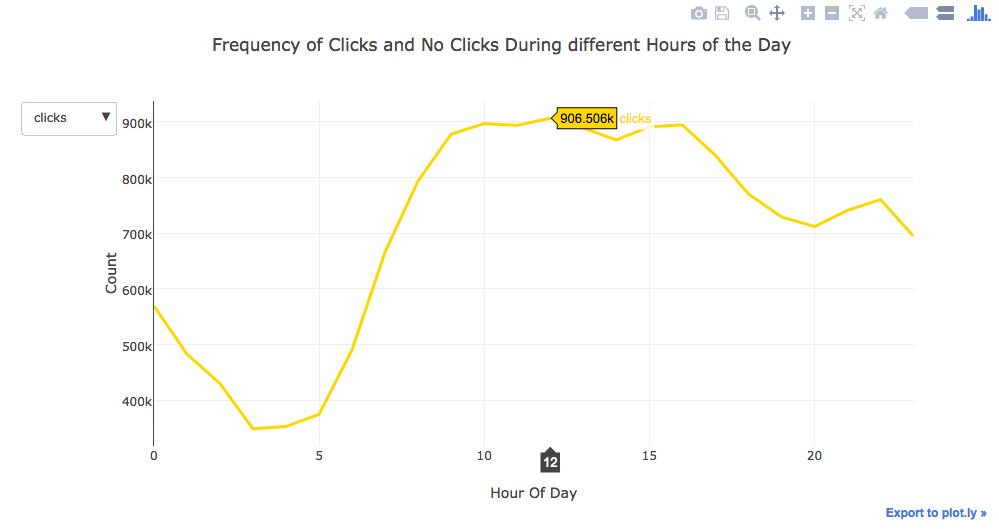 Frequency of Clicks and No Clicks During different Hours of the Day
clicks ▼
900k
906.506k clicks
800k
700k
600k
500k
400k
Count
0 5 10 12 15 20
Hour Of Day
Export to plot.ly »